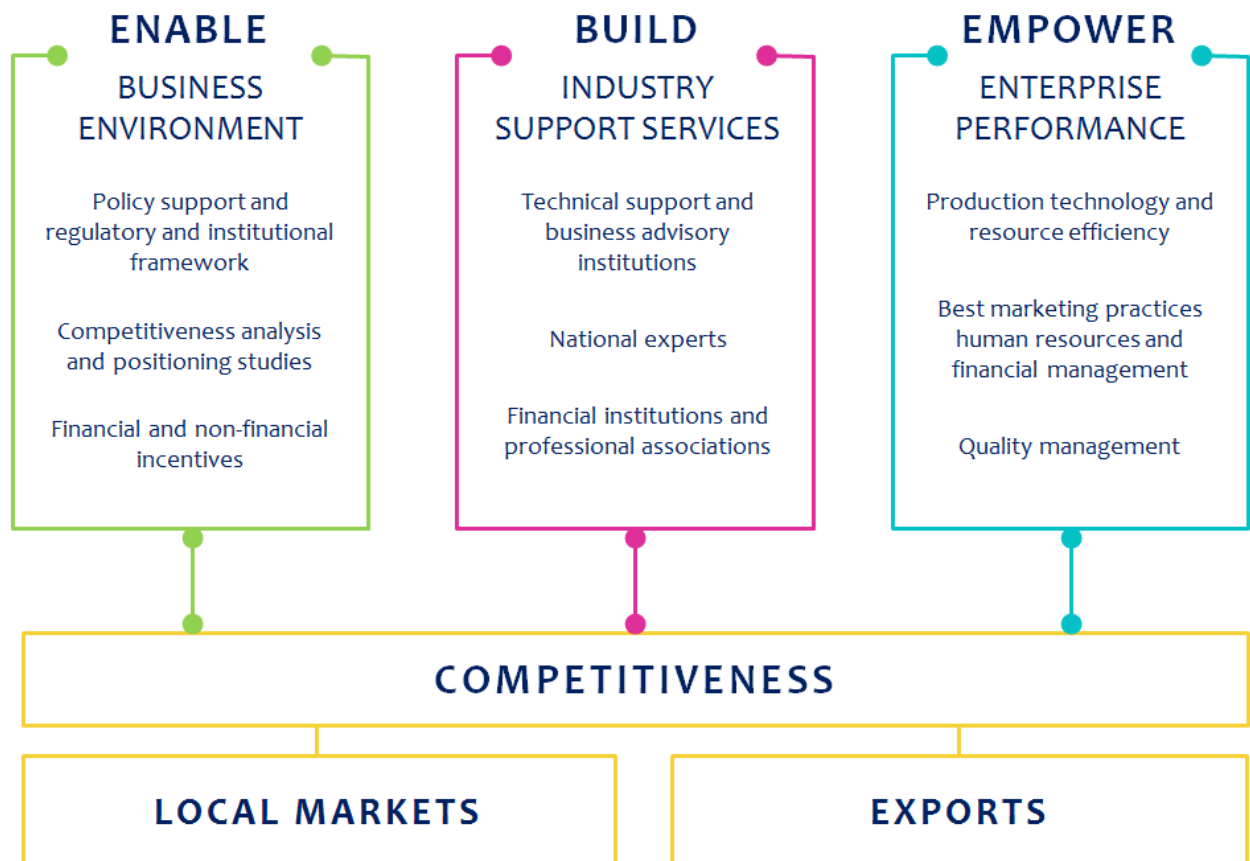 ENABLE
BUSINESS
ENVIRONMENT
Policy support and
regulatory and institutional
framework
Competitiveness analysis
and positioning studies
Financial and non-financial
incentives
BUILD
INDUSTRY
SUPPORT SERVICES
Technical support and
business advisory
institutions
National experts
Financial institutions and
professional associations
EMPOWER
ENTERPRISE
PERFORMANCE
Production technology and
resource efficiency
Best marketing practices
human resources and
financial management
Quality management
COMPETITIVENESS
LOCAL MARKETS
EXPORTS